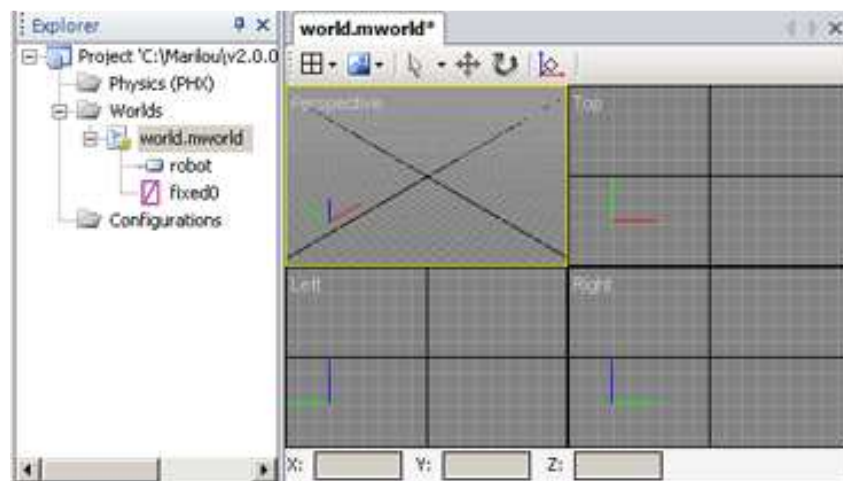 Explorer
Project 'C:\Marilou\v2.0.0
Physics (PHX)
Worlds
world.mworld
robot
fixed0
Configurations
world.mworld*
Perspective
Top
Left
Right
X:
Y:
Z: